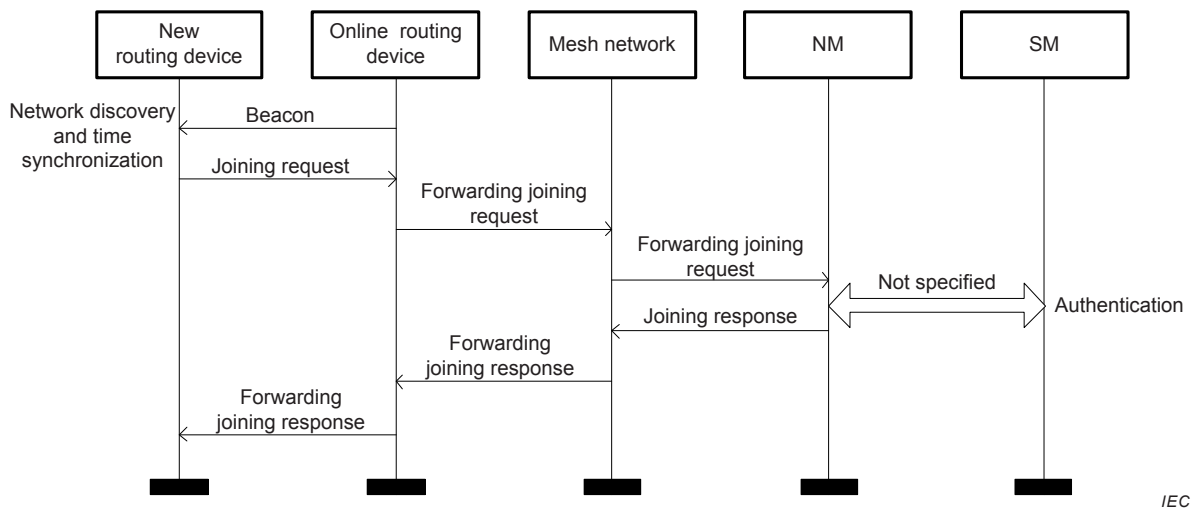 New
routing device
Online routing
device
Mesh network
NM
SM
Network discovery
and time
synchronization
Beacon
Joining request
Forwarding joining
request
Forwarding joining
request
Not specified
Authentication
Joining response
Forwarding
joining response
Forwarding
joining response
IEC